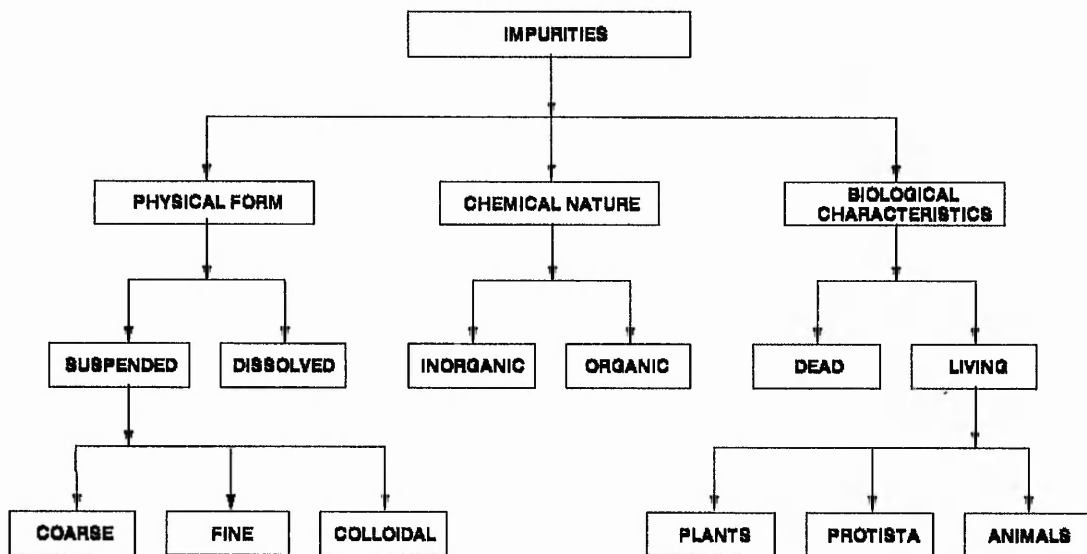 IMPURITIES
PHYSICAL FORM
CHEMICAL NATURE
BIOLOGICAL
CHARACTERISTICS
SUSPENDED
DISSOLVED
INORGANIC
ORGANIC
DEAD
LIVING
COARSE
FINE
COLLOIDAL
PLANTS
PROTISTA
ANIMALS